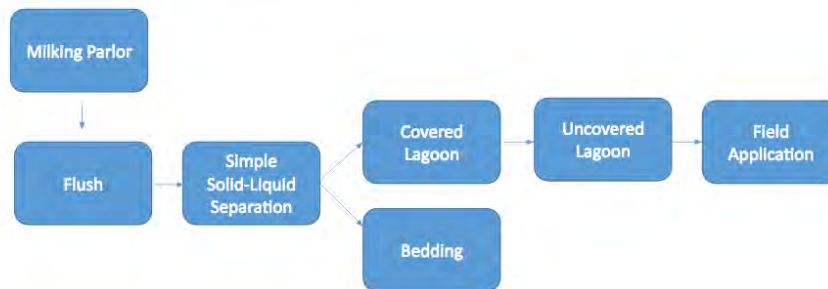 Milking Parlor
Flush
Simple
Solid-Liquid
Separation
Covered
Lagoon
Uncovered
Lagoon
Field
Application
Bedding